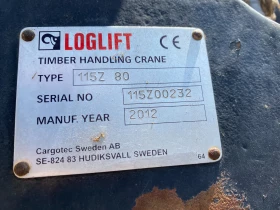 LOGLIFT CE
TIMBER HANDLING CRANE
TYPE 115Z 80
SERIAL NO 115Z00232
MANUF. YEAR 2012
Cargotec Sweden AB
SE-824 83 HUDIKSVALL SWEDEN 64